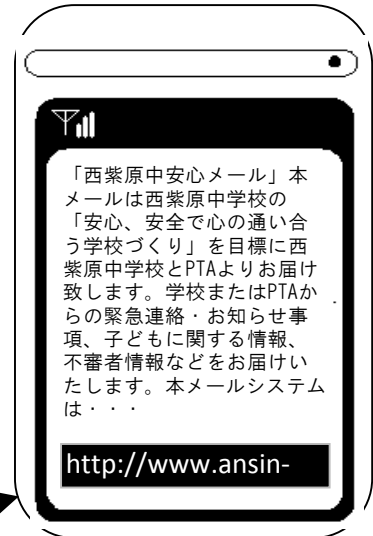 「西紫原中安心メール」本
メールは西紫原中学校の
「安心、安全で心の通い合
う学校づくり」を目標に西
紫原中学校とPTAよりお届け
致します。学校またはPTAか
らの緊急連絡・お知らせ事
項、子どもに関する情報、
不審者情報などをお届けい
たします。本メールシステム
は・・・
http://www.ansin-